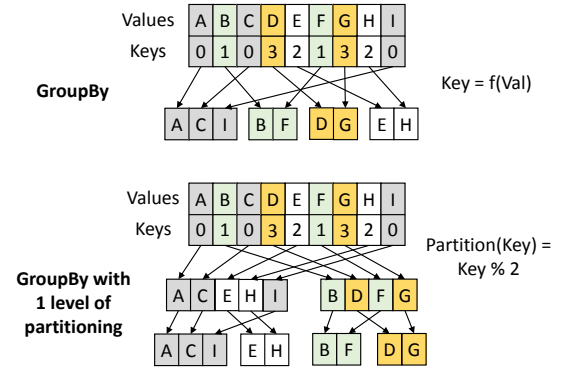 Values A B C D E F G H I
Keys 0 1 0 3 2 1 3 2 0
GroupBy
Key = f(Val)
A C I B F D G E H
Values A B C D E F G H I
Keys 0 1 0 3 2 1 3 2 0
Partition(Key) =
Key % 2
GroupBy with
1 level of
partitioning
A C E H I B D F G
A C I E H B F D G